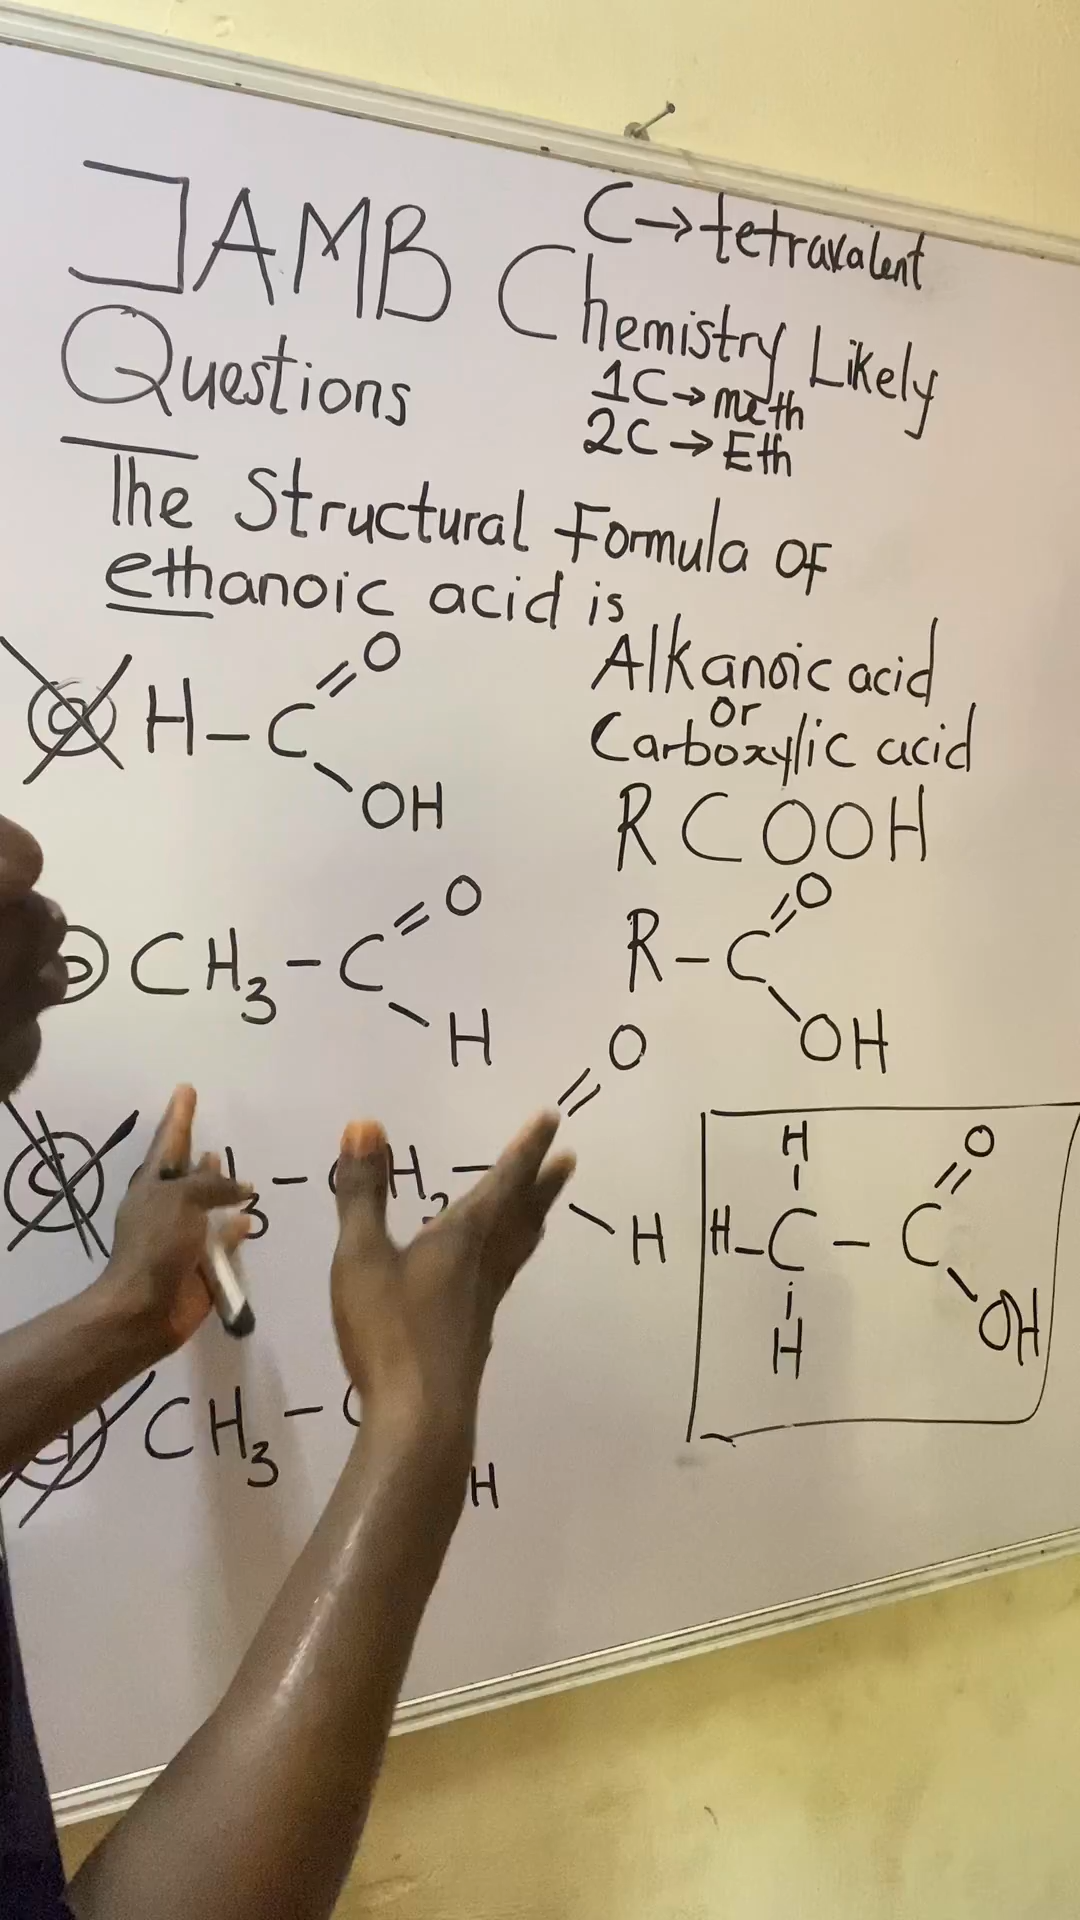 JAMB Chemistry Likely
C→tetravalent
Questions
1C→meth
2C→Eth
The Structural Formula OF
ethanoic acid is
Alkanoic acid
or
Carboxylic acid
RCOOH
R-C
O
OH
a H-C
O
OH
b CH3-C
O
H
c
H
O
H
d CH3-
H
H
H-C-C
H
O
OH